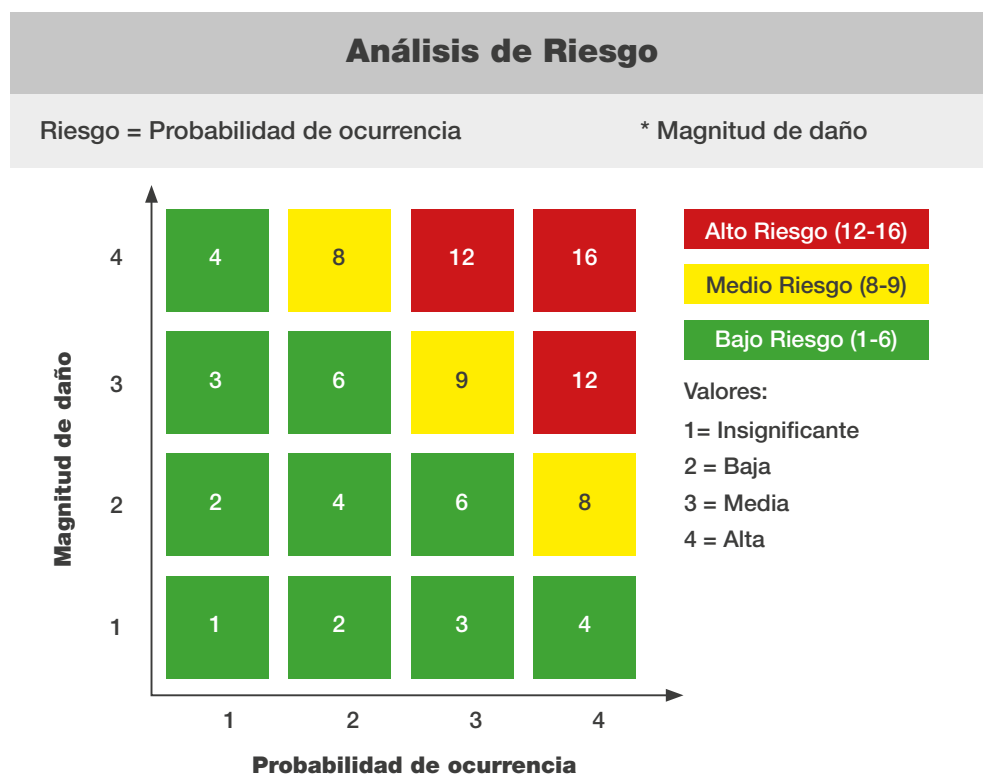 Análisis de Riesgo
Riesgo = Probabilidad de ocurrencia * Magnitud de daño
Magnitud de daño
4 4 8 12 16
3 3 6 9 12
2 2 4 6 8
1 1 2 3 4
1 2 3 4
Probabilidad de ocurrencia
Alto Riesgo (12-16)
Medio Riesgo (8-9)
Bajo Riesgo (1-6)
Valores:
1= Insignificante
2 = Baja
3 = Media
4 = Alta